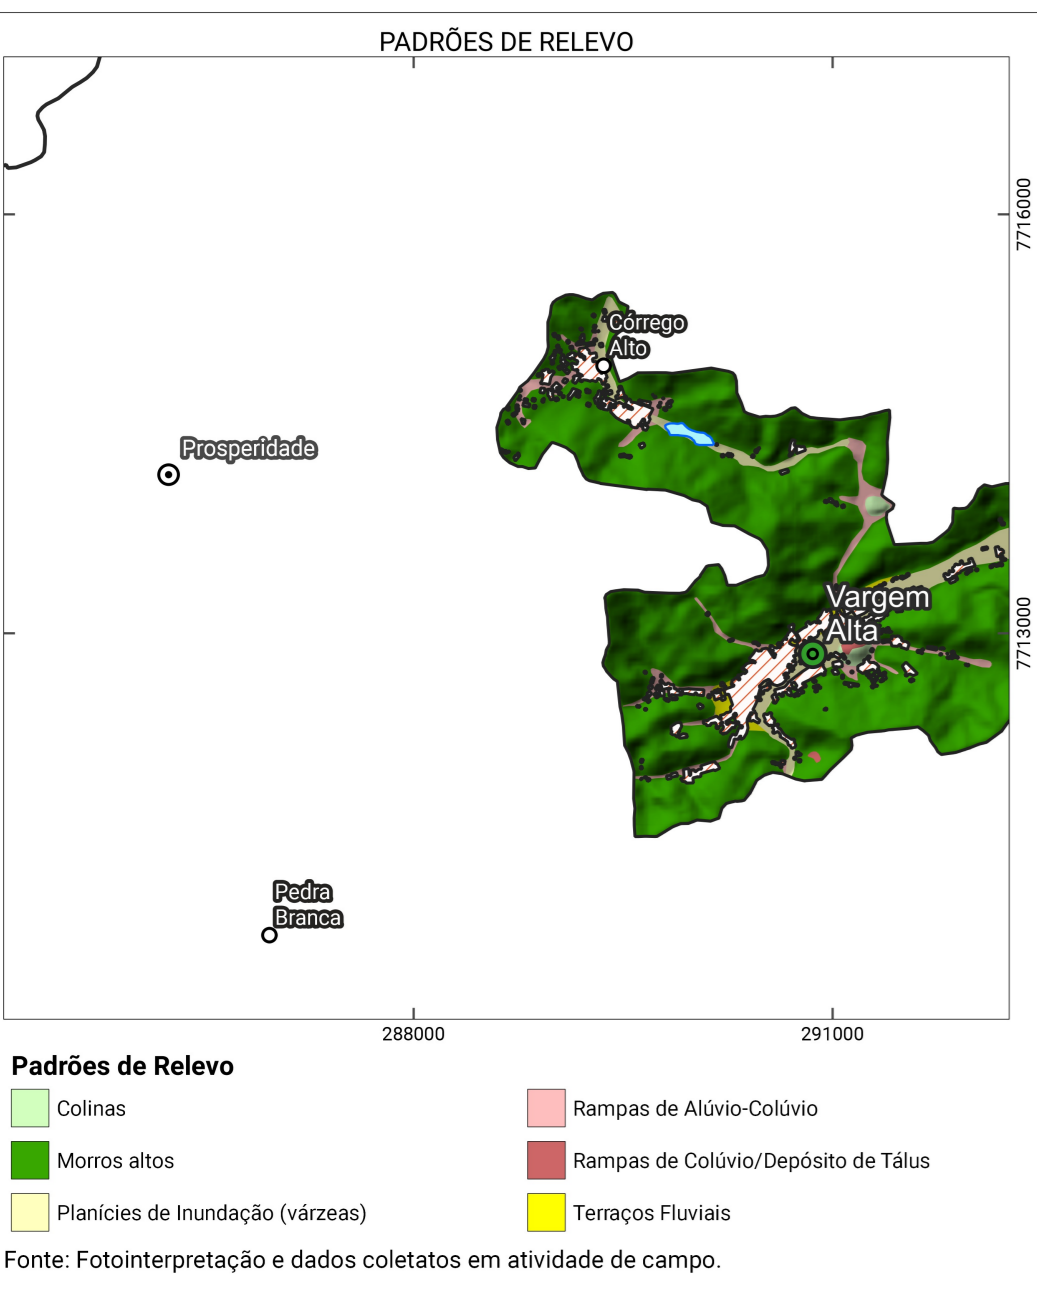 PADRÕES DE RELEVO
7716000
Córrego
Alto
Prosperidade
Vargem
Alta
7713000
Pedra
Branca
288000
291000
Padrões de Relevo
Colinas
Rampas de Alúvio-Colúvio
Morros altos
Rampas de Colúvio/Depósito de Tálus
Planícies de Inundação (várzeas)
Terraços Fluviais
Fonte: Fotointerpretação e dados coletatos em atividade de campo.